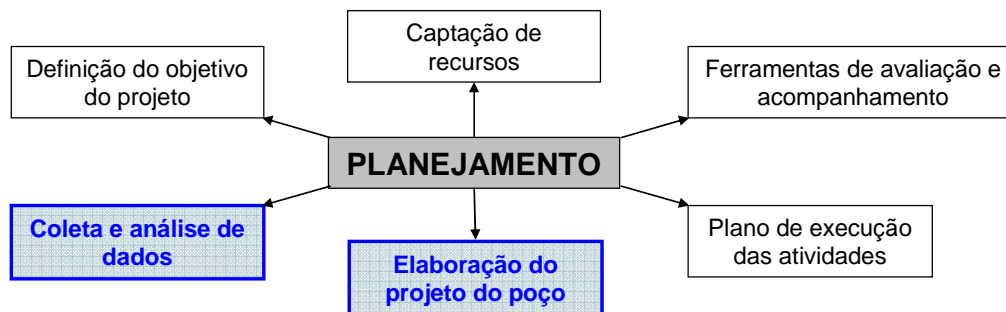 Captação de
recursos
Definição do objetivo
do projeto
Ferramentas de avaliação e
acompanhamento
PLANEJAMENTO
Coleta e análise de
dados
Elaboração do
projeto do poço
Plano de execução
das atividades